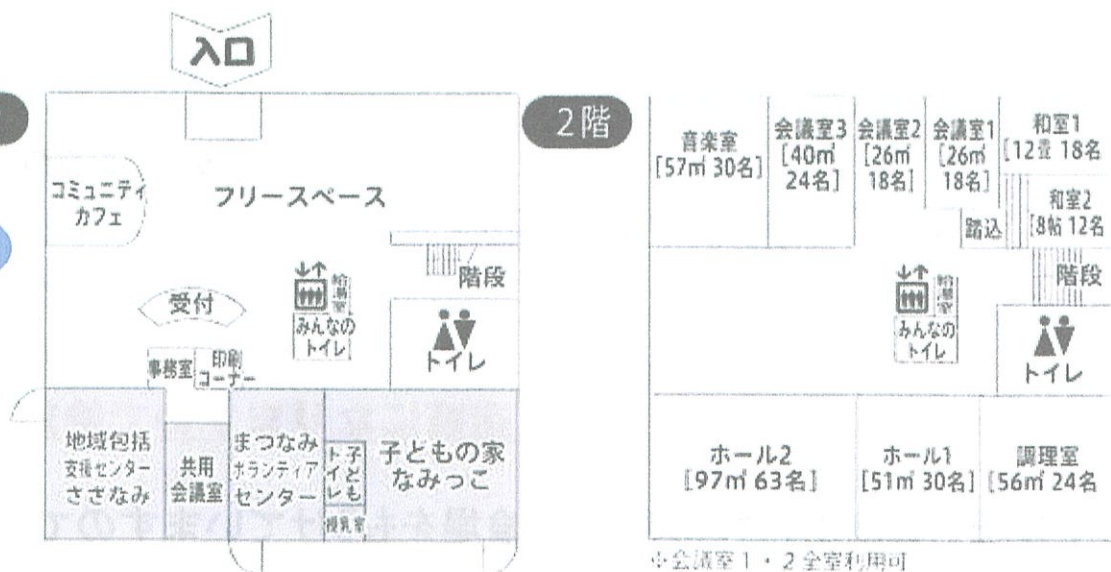 入口
コミュニティ
カフェ
フリースペース
階段
受付
給湯室
みんなの
トイレ
トイレ
事務室
印刷
コーナー
地域包括
支援センター
さざなみ
共用
会議室
まつなみ
ボランティア
センター
子ども
トイレ
授乳室
子どもの家
なみっこ
2階
音楽室
[57㎡ 30名]
会議室3
[40㎡
24名]
会議室2
[26㎡
18名]
会議室1
[26㎡
18名]
和室1
[12畳 18名
和室2
[8帖 12名
踏込
階段
給湯室
みんなの
トイレ
トイレ
ホール2
[97㎡ 63名]
ホール1
[51㎡ 30名]
調理室
[56㎡ 24名
※会議室1・2全室利用可